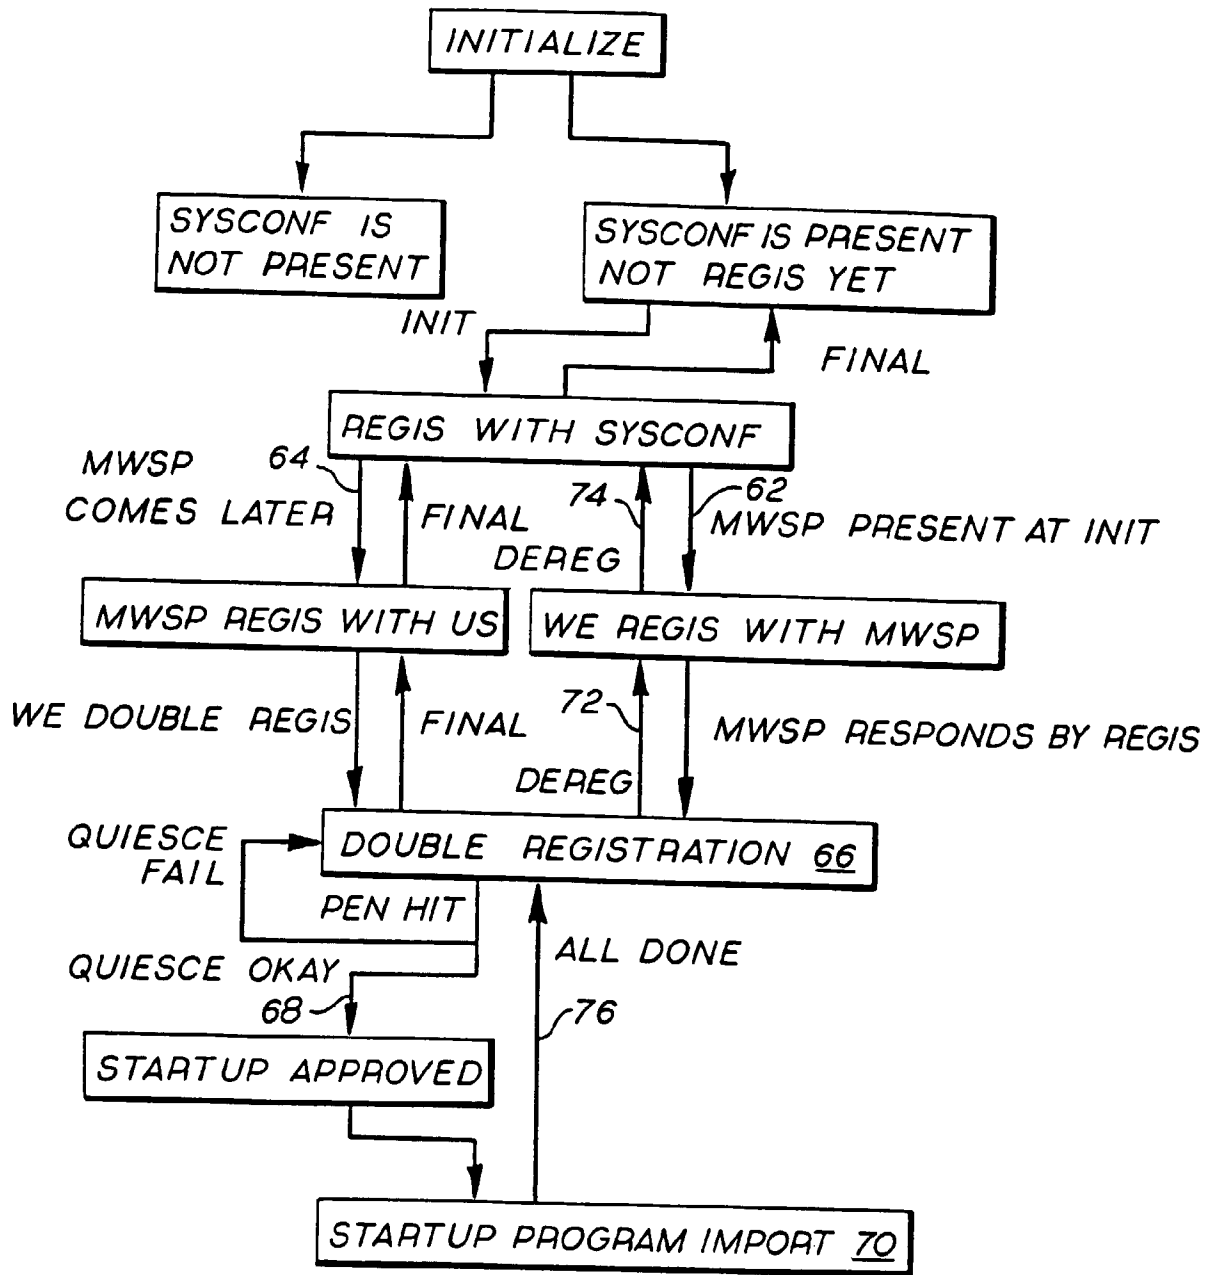 INITIALIZE
SYSCONF IS
NOT PRESENT
SYSCONF IS PRESENT
NOT REGIS YET
INIT
FINAL
REGIS WITH SYSCONF
MWSP
COMES LATER
64
FINAL
74
DEREG
62
MWSP PRESENT AT INIT
MWSP REGIS WITH US
WE REGIS WITH MWSP
WE DOUBLE REGIS
FINAL
72
DEREG
MWSP RESPONDS BY REGIS
QUIESCE
FAIL
DOUBLE REGISTRATION 66
PEN HIT
ALL DONE
QUIESCE OKAY
68
76
STARTUP APPROVED
STARTUP PROGRAM IMPORT 70